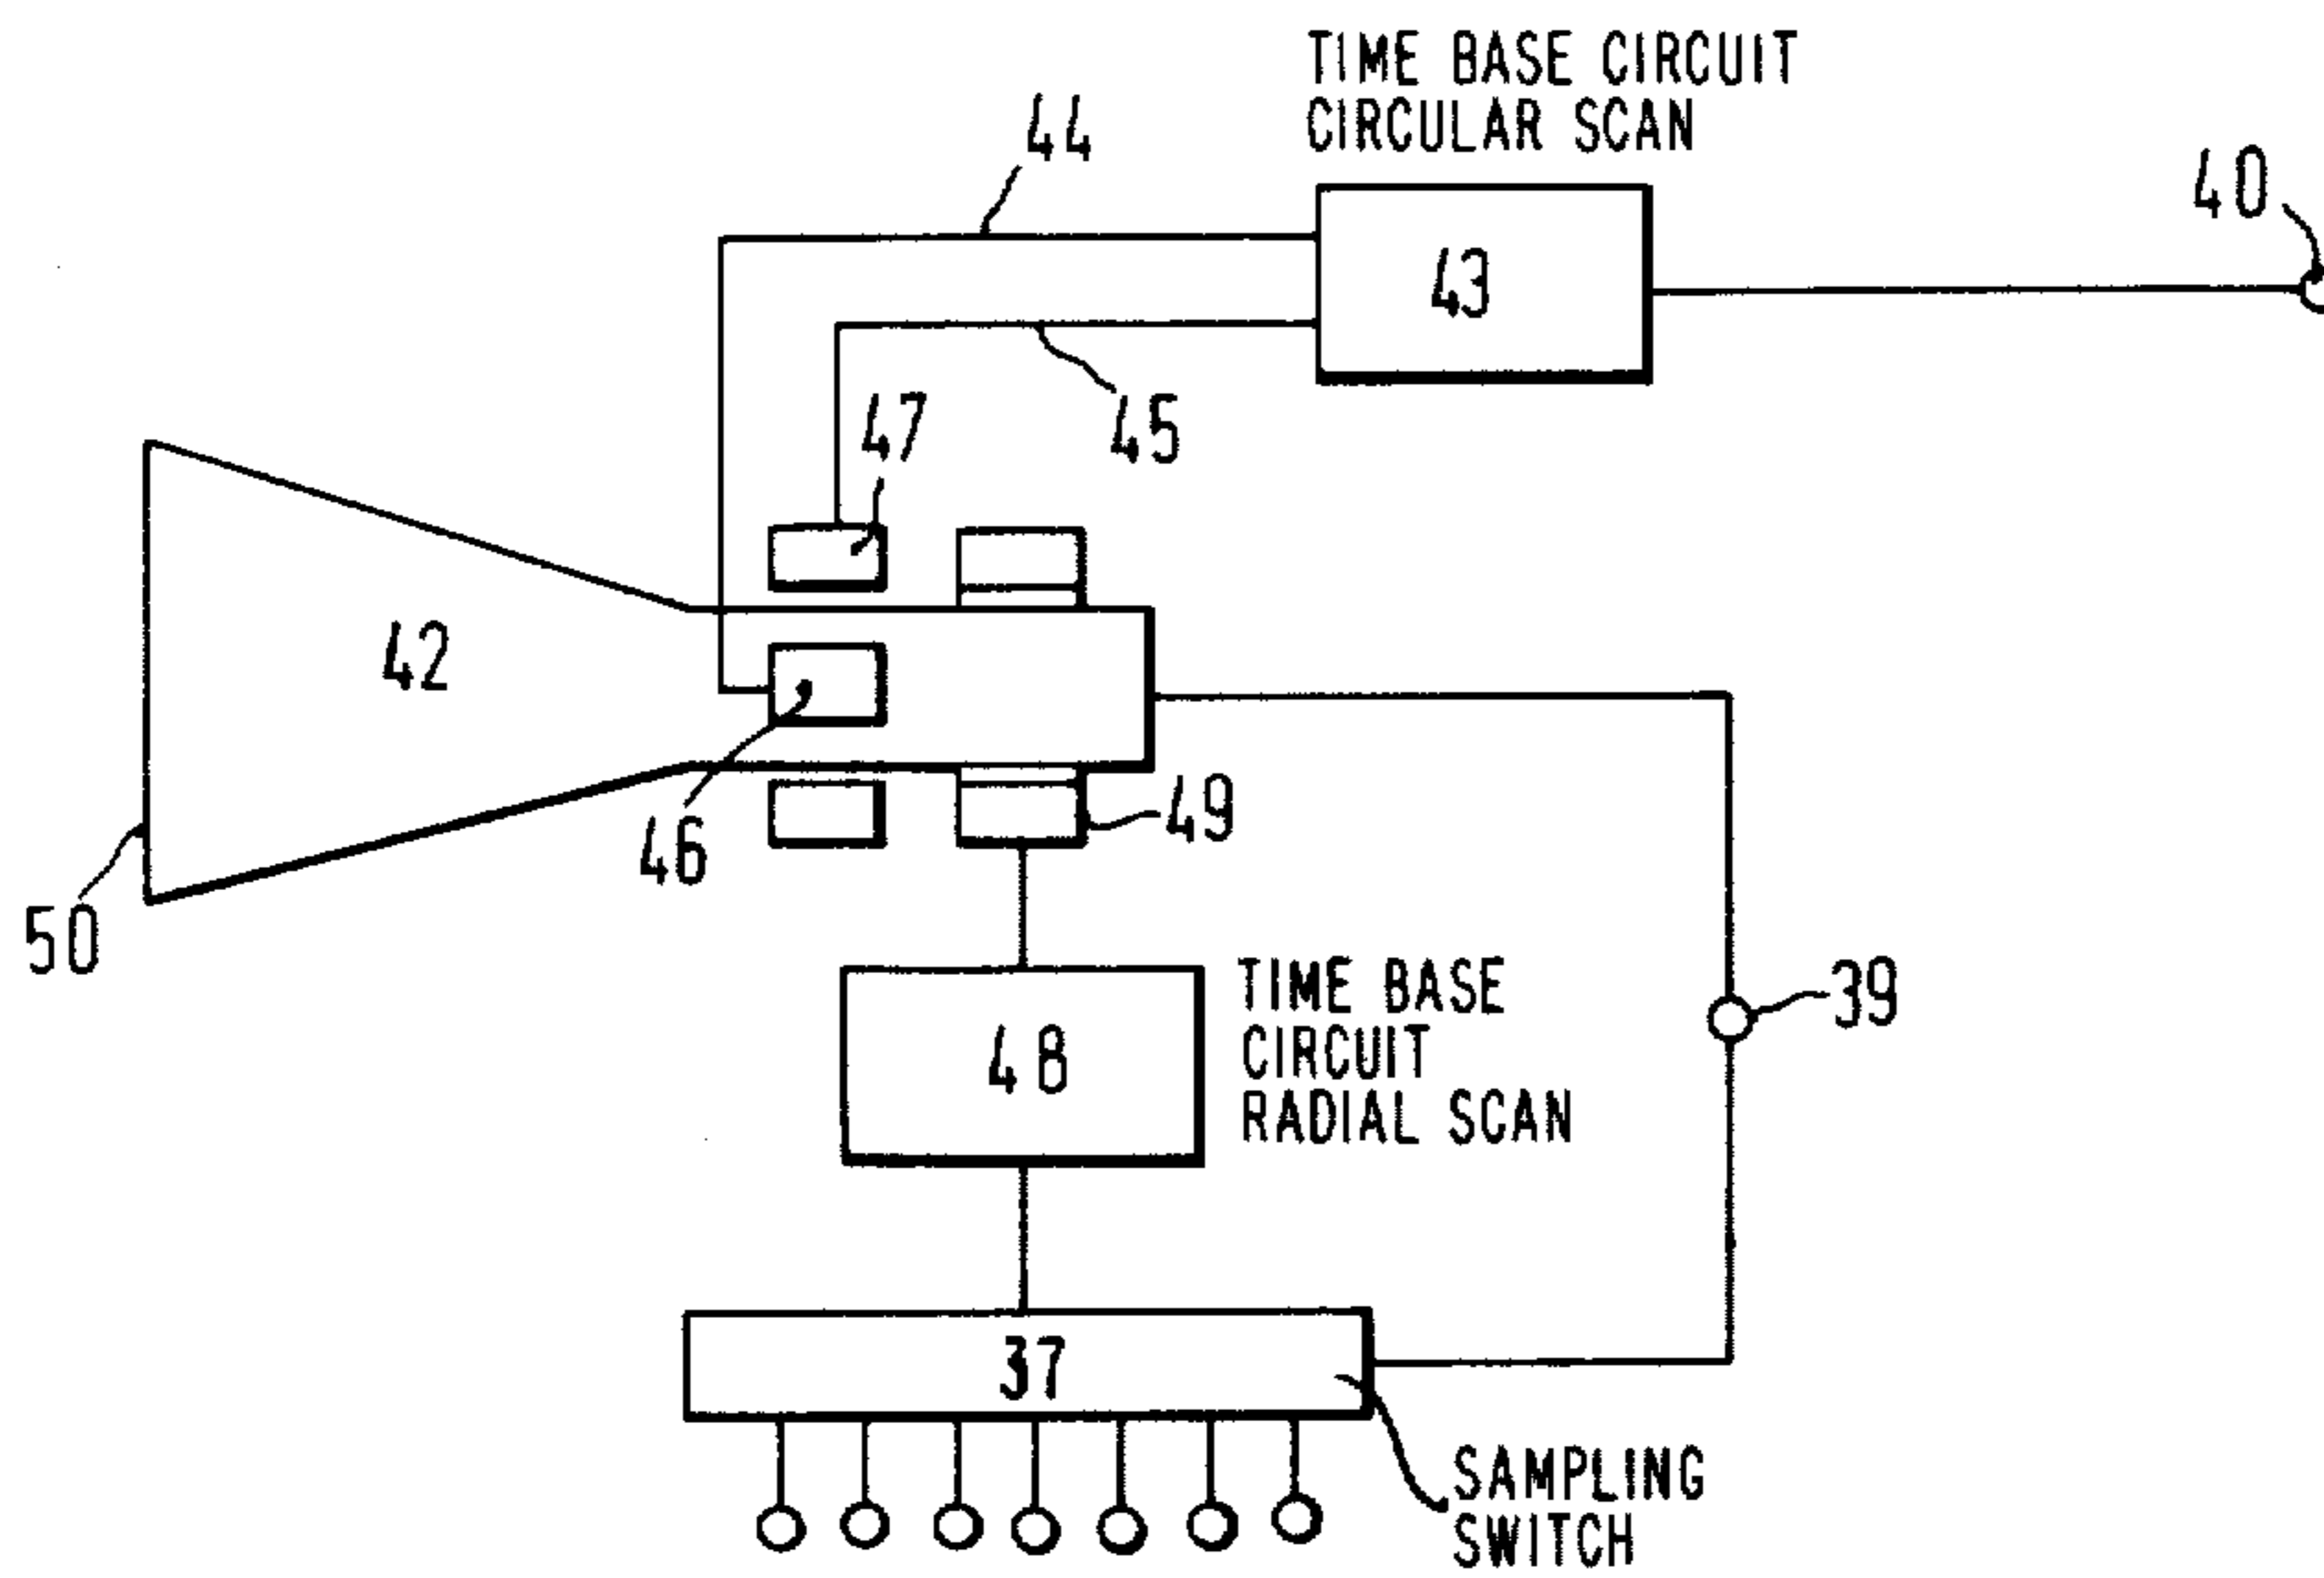 TIME BASE CIRCUIT
CIRCULAR SCAN
44
40
43
47
45
42
46
49
50
48
TIME BASE
CIRCUIT
RADIAL SCAN
39
37
SAMPLING
SWITCH